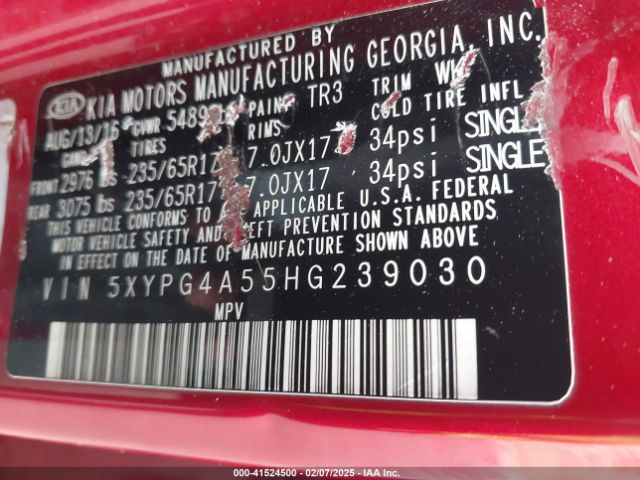 MANUFACTURED BY
KIA KIA MOTORS MANUFACTURING GEORGIA, INC.
AUG/13/16 GVWR 5489 PAINT TR3 TRIM WK
TIRES RIMS COLD TIRE INFL
FRONT 2976 lbs 235/65R17 7.0JX17 34psi SINGLE
REAR 3075 lbs 235/65R17 7.0JX17 34psi SINGLE
THIS VEHICLE CONFORMS TO APPLICABLE U.S.A. FEDERAL
MOTOR VEHICLE SAFETY AND THEFT PREVENTION STANDARDS
IN EFFECT ON THE DATE OF MANUFACTURE SHOWN ABOVE
VIN 5XYPG4A55HG239030
MPV
000-41524500 - 02/07/2025 - IAA Holdings, LLC.